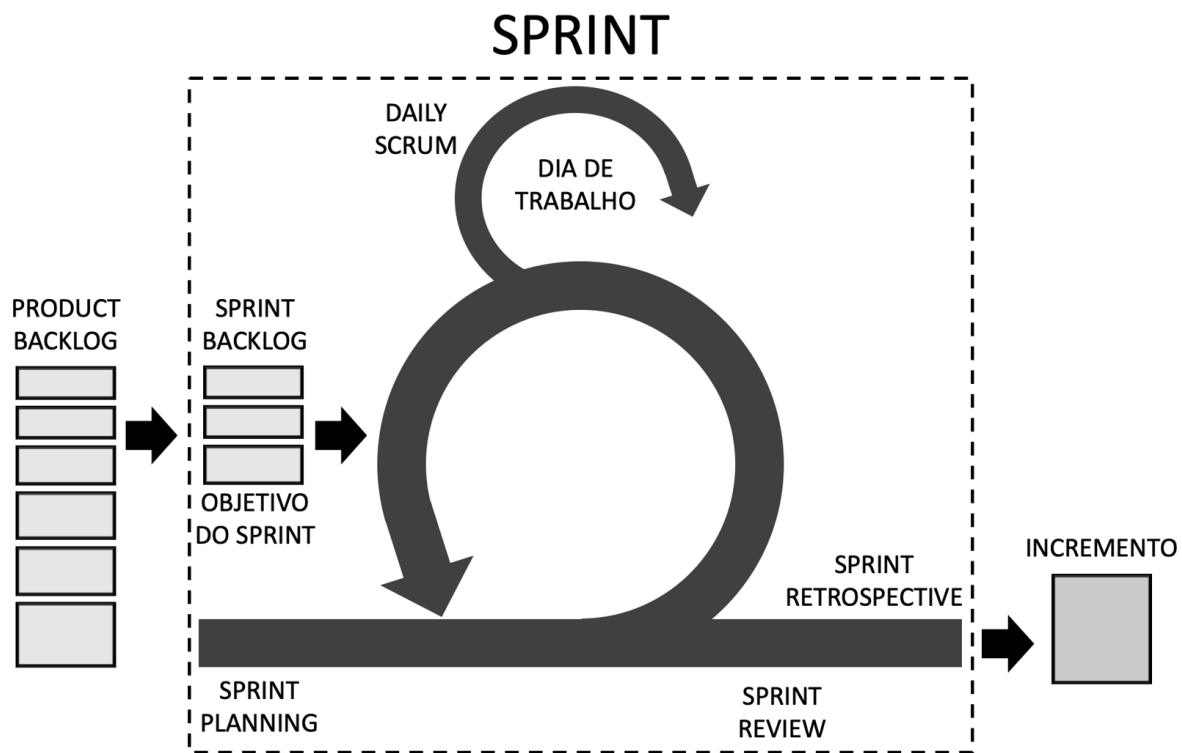 SPRINT
DAILY
SCRUM
DIA DE
TRABALHO
PRODUCT
BACKLOG
SPRINT
BACKLOG
OBJETIVO
DO SPRINT
SPRINT
RETROSPECTIVE
INCREMENTO
SPRINT
PLANNING
SPRINT
REVIEW